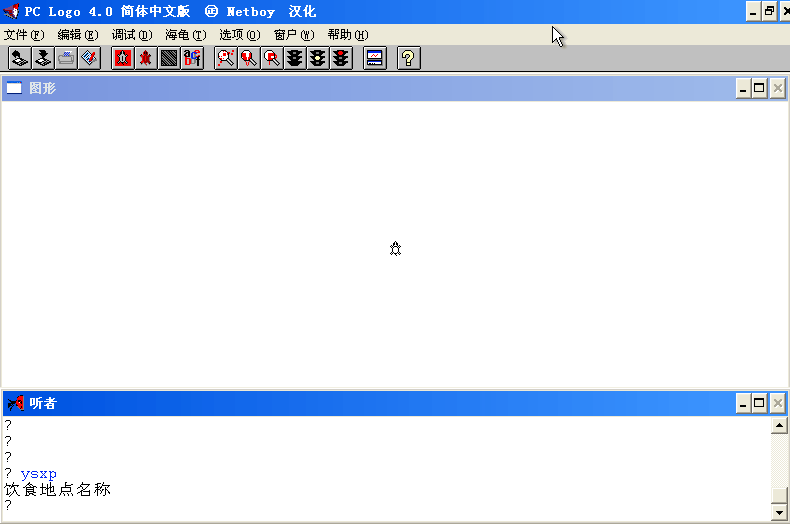 PC Logo 4.0 简体中文版 ㊣ Netboy 汉化
文件(F) 编辑(E) 调试(D) 海龟(T) 选项(O) 窗户(W) 帮助(H)
图形
听者
?
?
?
? ysxp
饮食地点名称
?